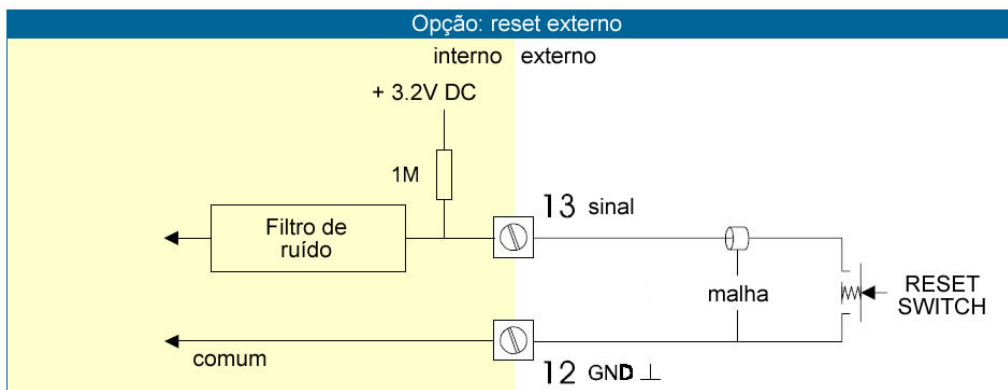 Opção: reset externo
interno externo
+ 3.2V DC
1M
13 sinal
Filtro de
ruído
malha
RESET
SWITCH
comum
12 GND ⊥